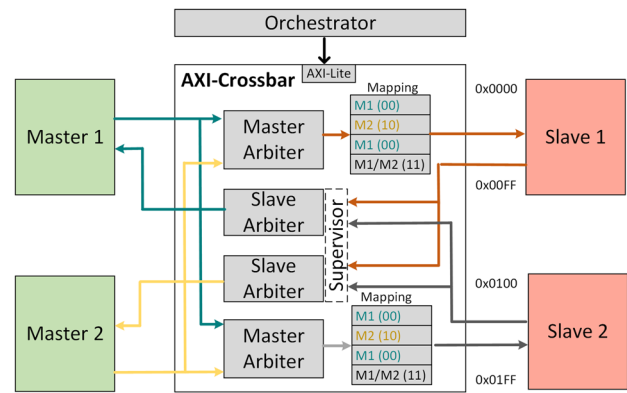 Orchestrator
AXI-Crossbar
AXI-Lite
Mapping
M1 (00)
M2 (10)
M1 (00)
M1/M2 (11)
Master 1
Master
Arbiter
0x0000
Slave 1
0x00FF
Slave
Arbiter
Supervisor
Slave
Arbiter
0x0100
Mapping
M1 (00)
M2 (10)
M1 (00)
M1/M2 (11)
Master 2
Master
Arbiter
Slave 2
0x01FF